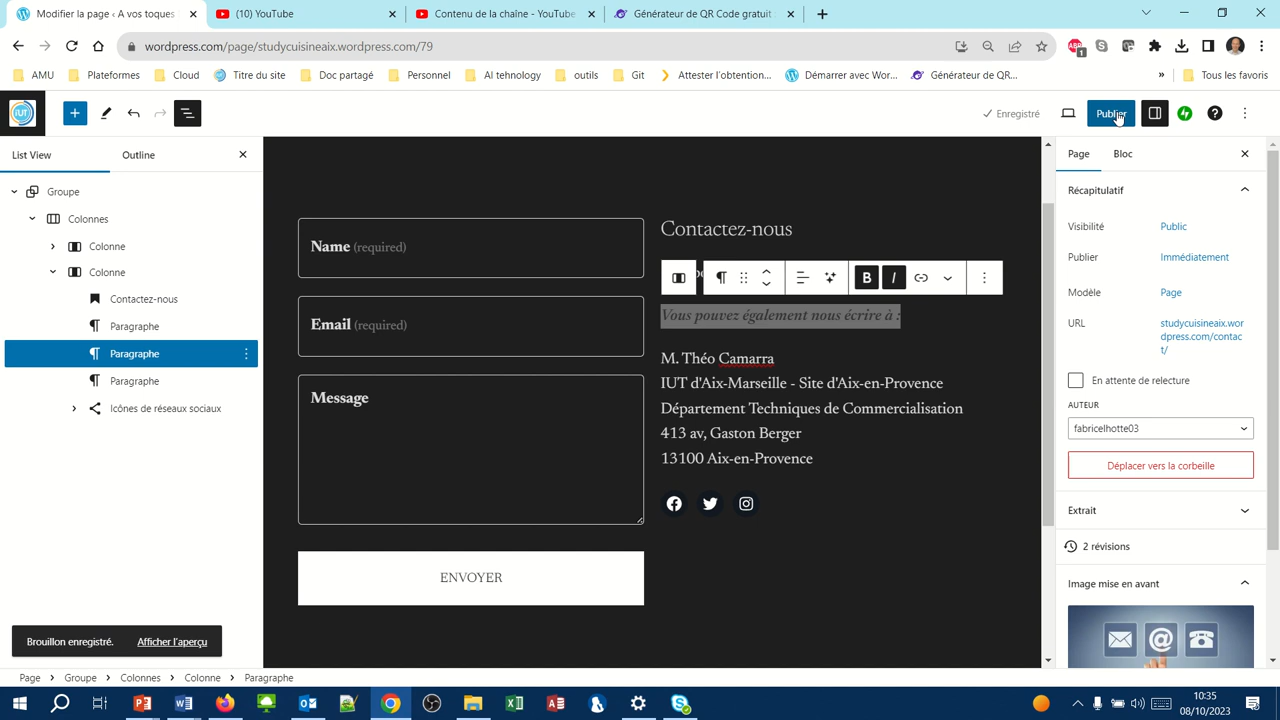 Modifier la page < A vos toques
(10) YouTube
Contenu de la chaîne - YouTube
Générateur de QR Code gratuit :
wordpress.com/page/studycuisineaix.wordpress.com/79
AMU
Plateformes
Cloud
Titre du site
Doc partagé
Personnel
AI tehnology
outils
Git
Attester l'obtention...
Démarrer avec Wor...
Générateur de QR...
»
Tous les favoris
IUT
Enregistré
Publier
List View
Outline
Page
Bloc
Groupe
Colonnes
Colonne
Colonne
Contactez-nous
Paragraphe
Paragraphe
Paragraphe
Icônes de réseaux sociaux
Name (required)
Email (required)
Message
ENVOYER
Contactez-nous
B
I
Vous pouvez également nous écrire à :
M. Théo Camarra
IUT d'Aix-Marseille - Site d'Aix-en-Provence
Département Techniques de Commercialisation
413 av, Gaston Berger
13100 Aix-en-Provence
Récapitulatif
Visibilité
Public
Publier
Immédiatement
Modèle
Page
URL
studycuisineaix.wor
dpress.com/contac
t/
En attente de relecture
AUTEUR
fabricelhotte03
Déplacer vers la corbeille
Extrait
2 révisions
Image mise en avant
Brouillon enregistré.
Afficher l'aperçu
Page > Groupe > Colonnes > Colonne > Paragraphe
10:35
08/10/2023